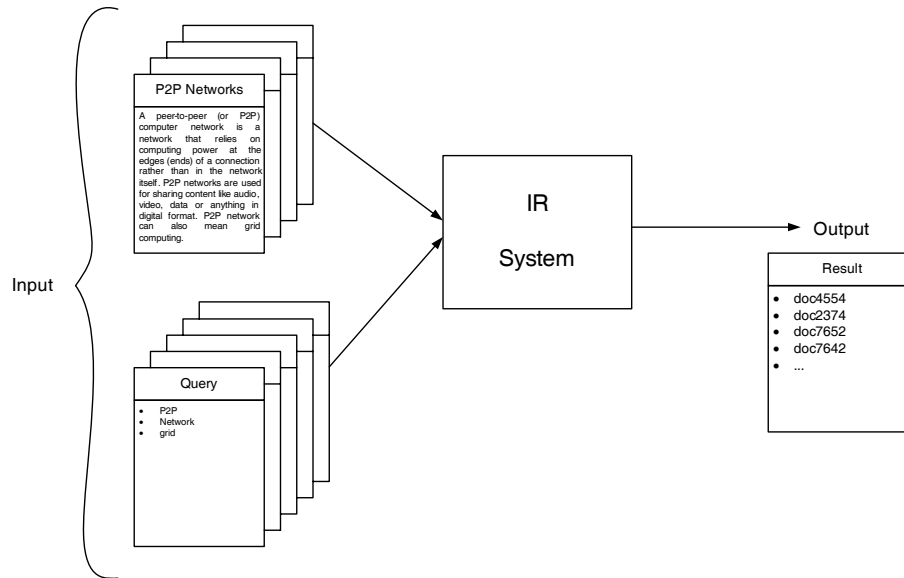 P2P Networks
A peer-to-peer (or P2P)
computer network is a
network that relies on
computing power at the
edges (ends) of a connection
rather than in the network
itself. P2P networks are used
for sharing content like audio,
video, data or anything in
digital format. P2P network
can also mean grid
computing.
Input
IR
System
Output
Result
• doc4554
• doc2374
• doc7652
• doc7642
• ...
Query
• P2P
• Network
• grid